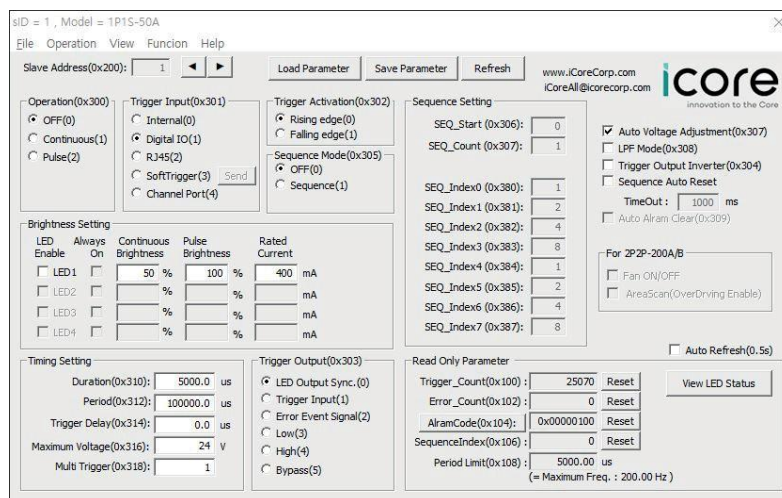 sID = 1 , Model = 1P1S-50A
File Operation View Funcion Help
Slave Address(0x200): 1 ◄ ► Load Parameter Save Parameter Refresh
www.iCoreCorp.com
iCoreAll@icorecorp.com
icore
innovation to the Core
Operation(0x300)
OFF(0)
Continuous(1)
Pulse(2)
Trigger Input(0x301)
Internal(0)
Digital IO(1)
RJ45(2)
SoftTrigger(3) Send
Channel Port(4)
Trigger Activation(0x302)
Rising edge(0)
Falling edge(1)
Sequence Mode(0x305)
OFF(0)
Sequence(1)
Sequence Setting
SEQ_Start (0x306): 0
SEQ_Count (0x307): 1
SEQ_Index0 (0x380): 1
SEQ_Index1 (0x381): 2
SEQ_Index2 (0x382): 4
SEQ_Index3 (0x383): 8
SEQ_Index4 (0x384): 1
SEQ_Index5 (0x385): 2
SEQ_Index6 (0x386): 4
SEQ_Index7 (0x387): 8
Auto Voltage Adjustment(0x307)
LPF Mode(0x308)
Trigger Output Inverter(0x304)
Sequence Auto Reset
TimeOut : 1000 ms
Auto Alram Clear(0x309)
For 2P2P-200A/B
Fan ON/OFF
AreaScan(OverDrving Enable)
Brightness Setting
LED Always Continuous Pulse Rated
Enable On Brightness Brightness Current
LED1 50 % 100 % 400 mA
LED2 % % mA
LED3 % % mA
LED4 % % mA
Timing Setting
Duration(0x310): 5000.0 us
Period(0x312): 100000.0 us
Trigger Delay(0x314): 0.0 us
Maximum Voltage(0x316): 24 V
Multi Trigger(0x318): 1
Trigger Output(0x303)
LED Output Sync.(0)
Trigger Input(1)
Error Event Signal(2)
Low(3)
High(4)
Bypass(5)
Auto Refresh(0.5s)
Read Only Parameter
Trigger_Count(0x100) : 25070 Reset
Error_Count(0x102) : 0 Reset
AlramCode(0x104): 0x00000100 Reset
SequenceIndex(0x106) : 0 Reset
Period Limit(0x108) : 5000.00 us
(= Maximum Freq. : 200.00 Hz )
View LED Status